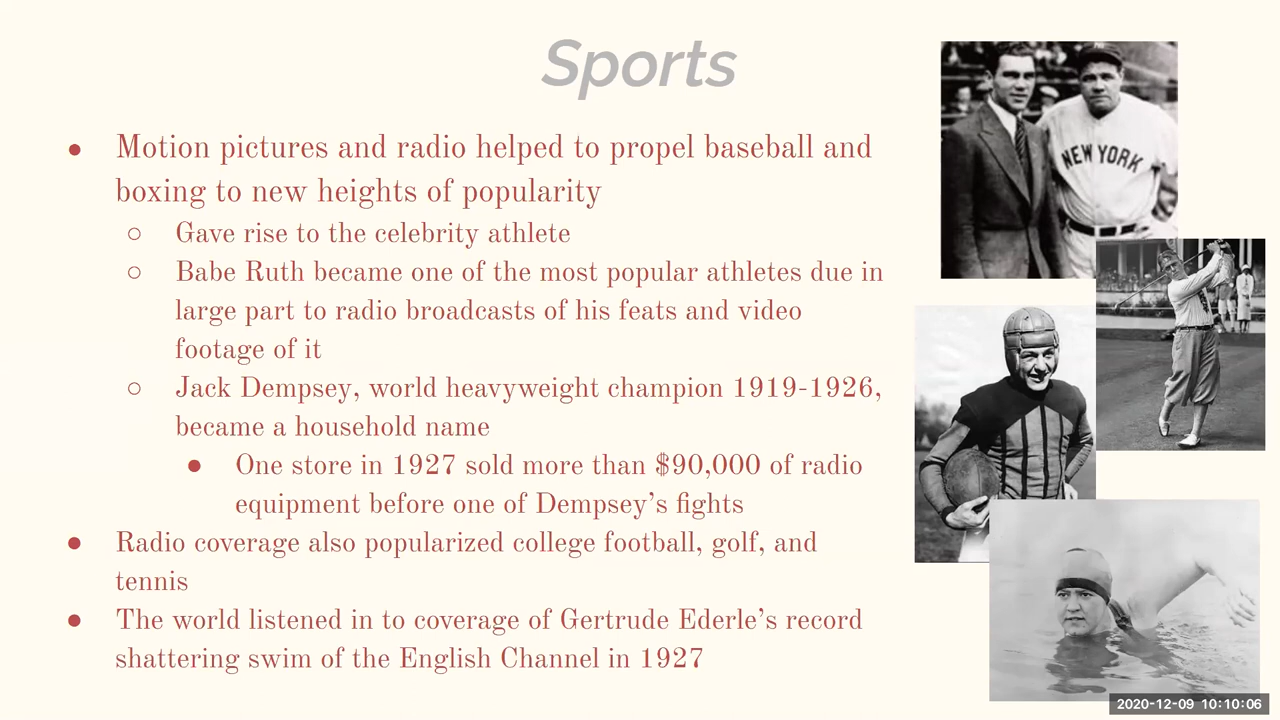 Sports
● Motion pictures and radio helped to propel baseball and
boxing to new heights of popularity
○ Gave rise to the celebrity athlete
○ Babe Ruth became one of the most popular athletes due in
large part to radio broadcasts of his feats and video
footage of it
○ Jack Dempsey, world heavyweight champion 1919-1926,
became a household name
● One store in 1927 sold more than $90,000 of radio
equipment before one of Dempsey's fights
● Radio coverage also popularized college football, golf, and
tennis
● The world listened in to coverage of Gertrude Ederle's record
shattering swim of the English Channel in 1927
NEW YORK
2020-12-09 10:10:06